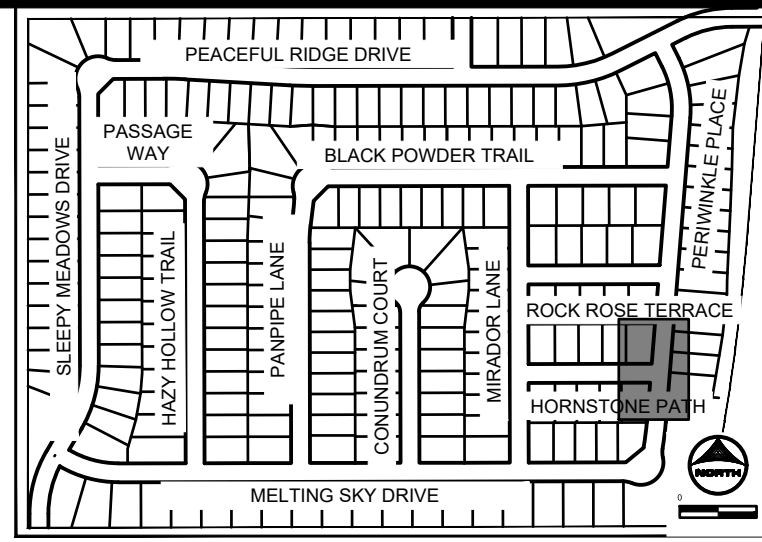 PEACEFUL RIDGE DRIVE
PASSAGE
WAY
BLACK POWDER TRAIL
PERIWINKLE PLACE
SLEEPY MEADOWS DRIVE
HAZY HOLLOW TRAIL
PANPIPE LANE
CONUNDRUM COURT
MIRADOR LANE
ROCK ROSE TERRACE
HORNSTONE PATH
MELTING SKY DRIVE
NORTH
0